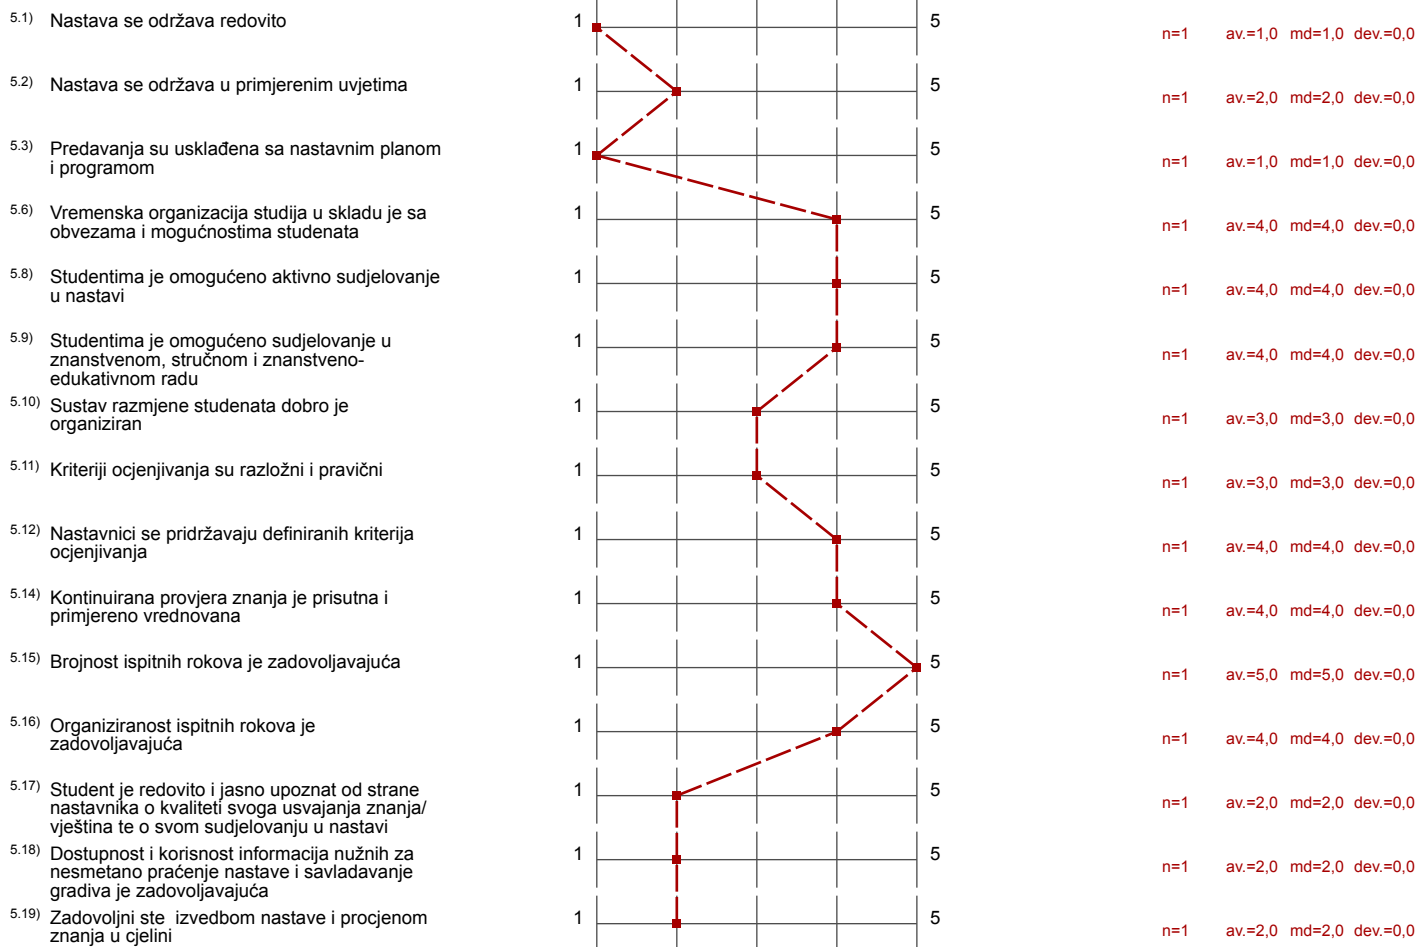 5.1) Nastava se održava redovito 1 5 n=1 av.=1,0 md=1,0 dev.=0,0
5.2) Nastava se održava u primjerenim uvjetima 1 5 n=1 av.=2,0 md=2,0 dev.=0,0
5.3) Predavanja su usklađena sa nastavnim planom
i programom 1 5 n=1 av.=1,0 md=1,0 dev.=0,0
5.6) Vremenska organizacija studija u skladu je sa
obvezama i mogućnostima studenata 1 5 n=1 av.=4,0 md=4,0 dev.=0,0
5.8) Studentima je omogućeno aktivno sudjelovanje
u nastavi 1 5 n=1 av.=4,0 md=4,0 dev.=0,0
5.9) Studentima je omogućeno sudjelovanje u
znanstvenom, stručnom i znanstveno-
edukativnom radu 1 5 n=1 av.=4,0 md=4,0 dev.=0,0
5.10) Sustav razmjene studenata dobro je
organiziran 1 5 n=1 av.=3,0 md=3,0 dev.=0,0
5.11) Kriteriji ocjenjivanja su razložni i pravični 1 5 n=1 av.=3,0 md=3,0 dev.=0,0
5.12) Nastavnici se pridržavaju definiranih kriterija
ocjenjivanja 1 5 n=1 av.=4,0 md=4,0 dev.=0,0
5.14) Kontinuirana provjera znanja je prisutna i
primjereno vrednovana 1 5 n=1 av.=4,0 md=4,0 dev.=0,0
5.15) Brojnost ispitnih rokova je zadovoljavajuća 1 5 n=1 av.=5,0 md=5,0 dev.=0,0
5.16) Organiziranost ispitnih rokova je
zadovoljavajuća 1 5 n=1 av.=4,0 md=4,0 dev.=0,0
5.17) Student je redovito i jasno upoznat od strane
nastavnika o kvaliteti svoga usvajanja znanja/
vještina te o svom sudjelovanju u nastavi 1 5 n=1 av.=2,0 md=2,0 dev.=0,0
5.18) Dostupnost i korisnost informacija nužnih za
nesmetano praćenje nastave i savladavanje
gradiva je zadovoljavajuća 1 5 n=1 av.=2,0 md=2,0 dev.=0,0
5.19) Zadovoljni ste izvedbom nastave i procjenom
znanja u cjelini 1 5 n=1 av.=2,0 md=2,0 dev.=0,0